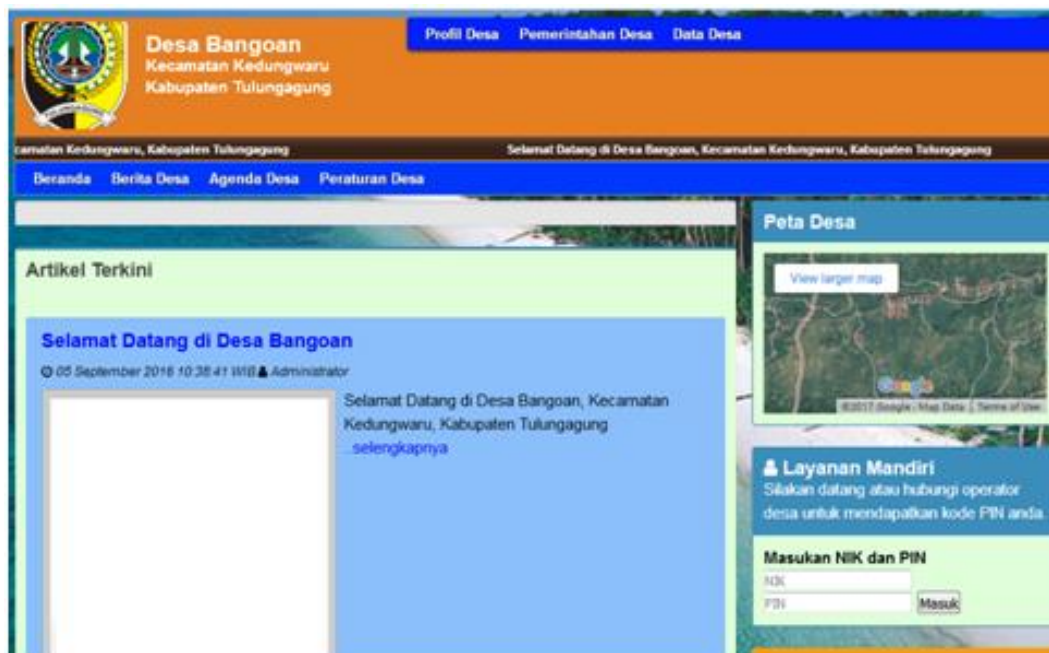 Desa Bangoan
Kecamatan Kedungwaru
Kabupaten Tulungagung
Profil Desa Pemerintahan Desa Data Desa
Kedungwaru, Kabupaten Tulungagung
Selamat Datang di Desa Bangoan, Kecamatan Kedungwaru, Kabupaten Tulungagung
Beranda Berita Desa Agenda Desa Peraturan Desa
Artikel Terkini
Selamat Datang di Desa Bangoan
05 September 2016 10:38:41 WIB Administrator
Selamat Datang di Desa Bangoan, Kecamatan
Kedungwaru, Kabupaten Tulungagung
...selengkapnya
Peta Desa
View larger map
Google
©2017 Google - Map Data Terms of Use
Layanan Mandiri
Silakan datang atau hubungi operator
desa untuk mendapatkan kode PIN anda.
Masukan NIK dan PIN
NIK
PIN
Masuk